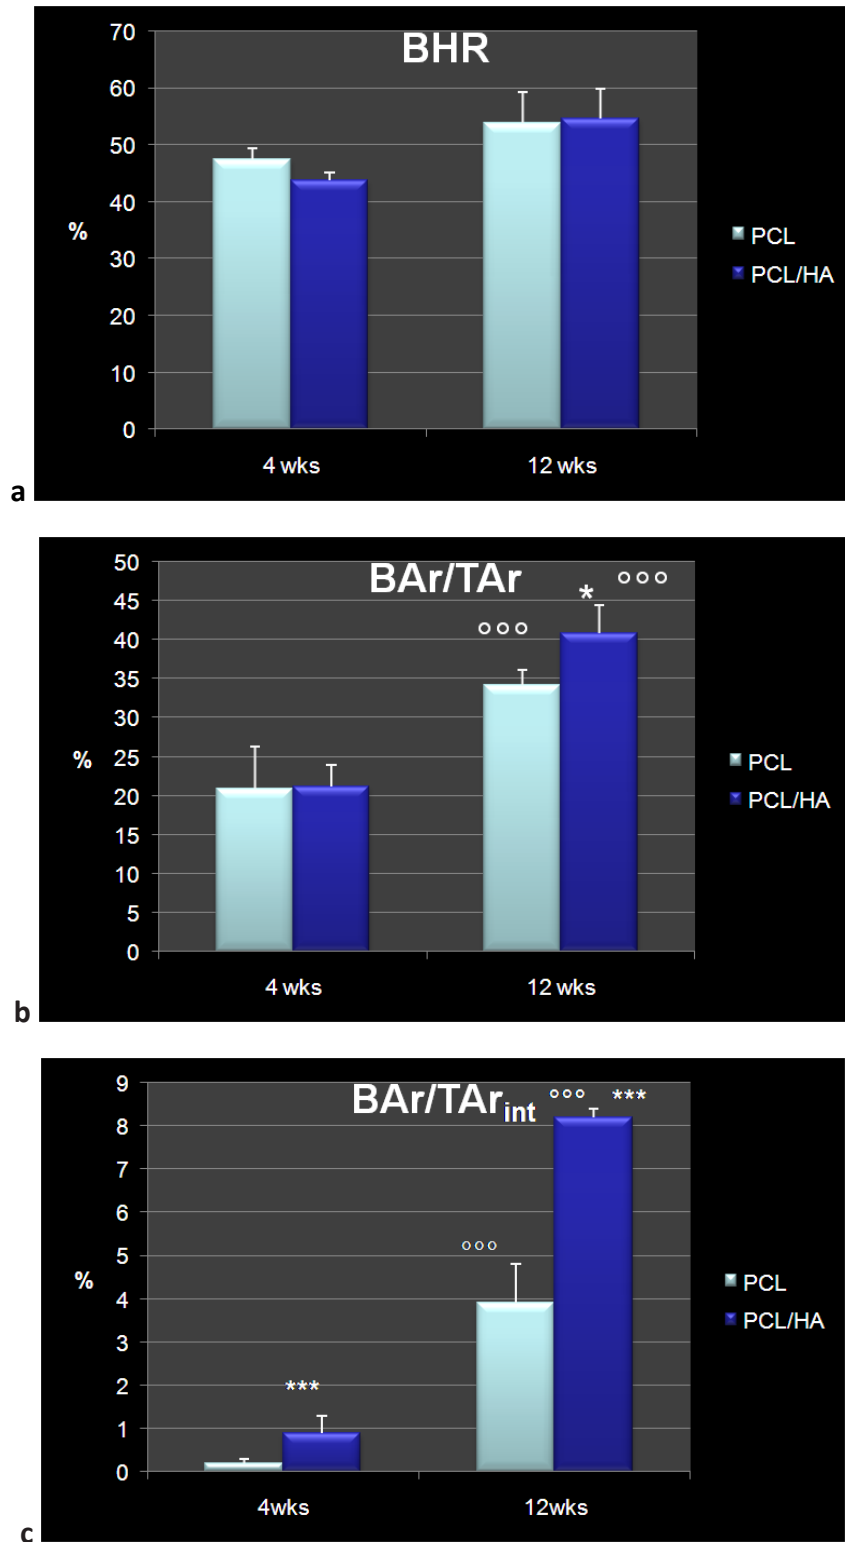 BHR
70
60
50
40
30
20
10
0
%
4 wks
12 wks
PCL
PCL/HA
a
BAr/TAr
50
45
40
35
30
25
20
15
10
5
0
%
°°°
* °°°
4 wks
12 wks
PCL
PCL/HA
b
BAr/TArint
9
8
7
6
5
4
3
2
1
0
%
***
°°°
°°° ***
4wks
12wks
PCL
PCL/HA
c